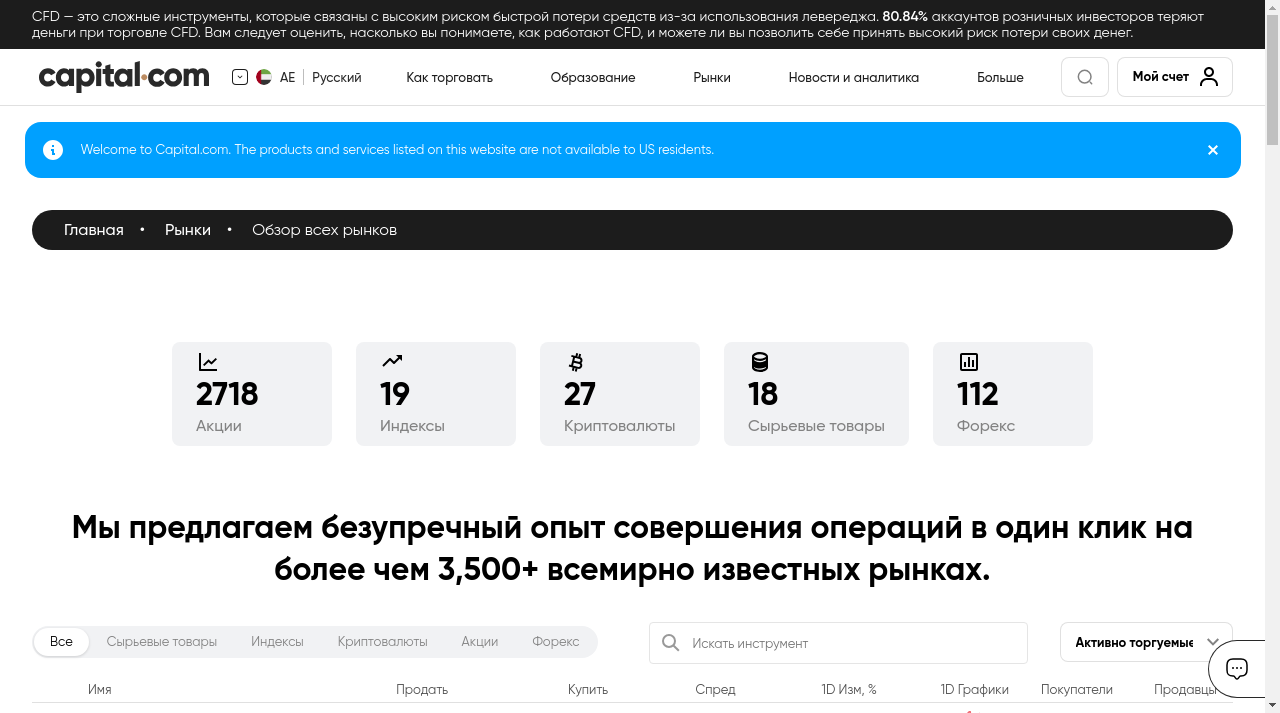 CFD — это сложные инструменты, которые связаны с высоким риском быстрой потери средств из-за использования левереджа. 80.84% аккаунтов розничных инвесторов теряют
деньги при торговле CFD. Вам следует оценить, насколько вы понимаете, как работают CFD, и можете ли вы позволить себе принять высокий риск потери своих денег.
capital.com AE Русский Как торговать Образование Рынки Новости и аналитика Больше Мой счет
Welcome to Capital.com. The products and services listed on this website are not available to US residents.
Главная • Рынки • Обзор всех рынков
2718 19 27 18 112
Акции Индексы Криптовалюты Сырьевые товары Форекс
Мы предлагаем безупречный опыт совершения операций в один клик на
более чем 3,500+ всемирно известных рынках.
Все Сырьевые товары Индексы Криптовалюты Акции Форекс Искать инструмент Активно торгуемые
Имя Продать Купить Спред 1D Изм, % 1D Графики Покупатели Продавцы